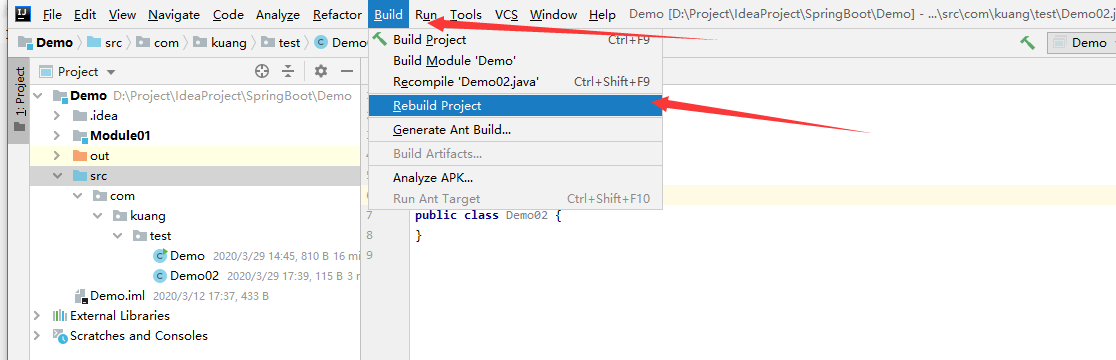 File Edit View Navigate Code Analyze Refactor Build Run Tools VCS Window Help Demo [D:\Project\IdeaProject\SpringBoot\Demo] - ...\src\com\kuang\test\Demo02.j
Demo src com kuang test Demo
Build Project Ctrl+F9
Demo
Project
Build Module 'Demo'
Recompile 'Demo02.java' Ctrl+Shift+F9
Demo D:\Project\IdeaProject\SpringBoot\Demo
.idea
Rebuild Project
Module01
Generate Ant Build...
out
Build Artifacts...
src
Analyze APK...
com
Run Ant Target Ctrl+Shift+F10
kuang
7 public class Demo02 {
test
8 }
Demo 2020/3/29 14:45, 810 B 16 mi
9
Demo02 2020/3/29 17:39, 115 B 3 m
Demo.iml 2020/3/12 17:37, 433 B
External Libraries
Scratches and Consoles
1: Project